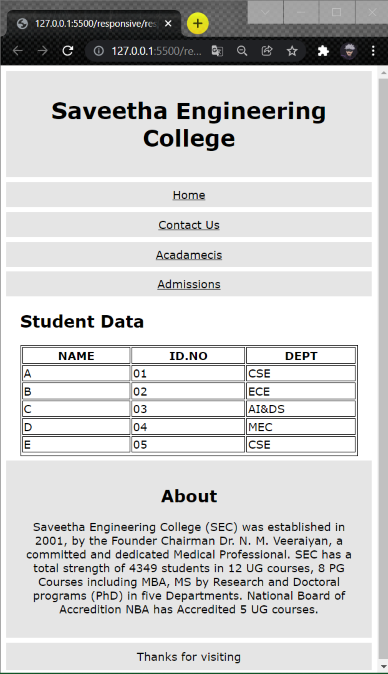 127.0.0.1:5500/responsive/res
127.0.0.1:5500/re...
Saveetha Engineering
College
Home
Contact Us
Acadamecis
Admissions
Student Data
NAME ID.NO DEPT
A 01 CSE
B 02 ECE
C 03 AI&DS
D 04 MEC
E 05 CSE
About
Saveetha Engineering College (SEC) was established in
2001, by the Founder Chairman Dr. N. M. Veeraiyan, a
committed and dedicated Medical Professional. SEC has a
total strength of 4349 students in 12 UG courses, 8 PG
Courses including MBA, MS by Research and Doctoral
programs (PhD) in five Departments. National Board of
Accredition NBA has Accredited 5 UG courses.
Thanks for visiting